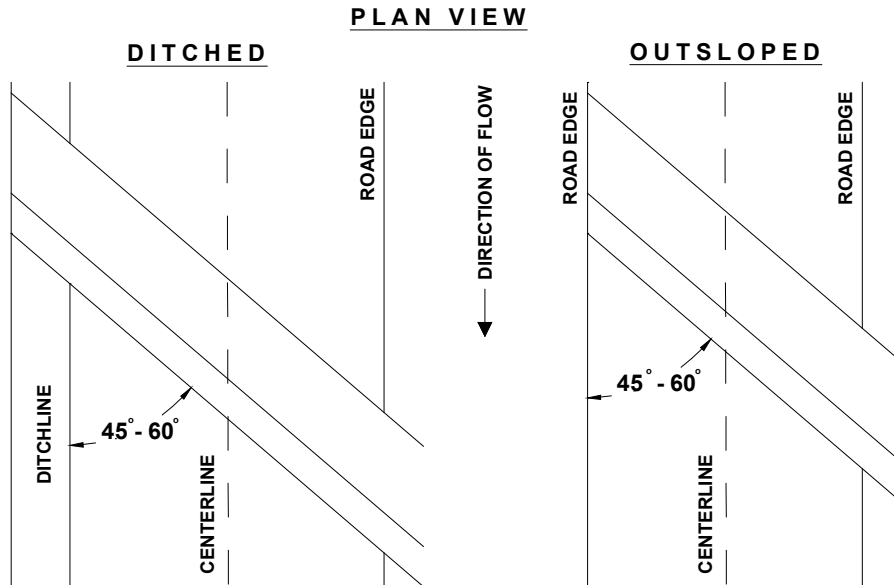 PLAN VIEW
DITCHED
OUTSLOPED
ROAD EDGE
DIRECTION OF FLOW
ROAD EDGE
ROAD EDGE
45° - 60°
45° - 60°
DITCHLINE
CENTERLINE
CENTERLINE